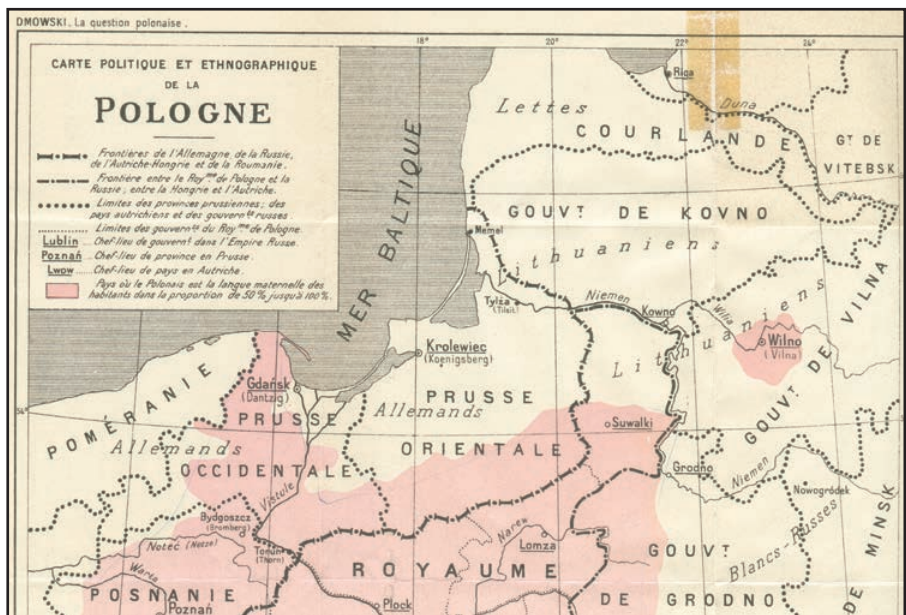 DMOWSKI. La question polonaise.
18° 20° 22° 24°
CARTE POLITIQUE ET ETHNOGRAPHIQUE
DE LA
POLOGNE
Frontières de l'Allemagne, de la Russie,
de l'Autriche-Hongrie et de la Roumanie.
Frontière entre le Roy.me de Pologne et la
Russie; entre la Hongrie et l'Autriche.
Limites des provinces prussiennes; des
pays autrichiens et des gouvern.ts russes.
Limites des gouvern.ts du Roy.me de Pologne.
Lublin ... Chef-lieu de gouvern.t dans l'Empire Russe.
Poznań ... Chef-lieu de province en Prusse.
Lwow ... Chef-lieu de pays en Autriche.
Pays où le Polonais est la langue maternelle des
habitants dans la proportion de 50% jusqu'à 100%.
MER BALTIQUE
Riga
Duna
Lettes
COURLANDE
GT. DE
VITEBSK
GOUVT. DE KOVNO
Memel
Lithuaniens
Tylża
(Tilsit)
Niemen
Kowno
Wilia
Wilno
(Vilna)
GOUVT. DE VILNA
Lithuaniens
Krolewiec
(Koenigsberg)
Gdańsk
(Dantzig)
POMÉRANIE
Allemands
PRUSSE
OCCIDENTALE
Allemands
PRUSSE
ORIENTALE
Suwalki
Grodno
Niemen
Nowogródek
54°
Vistule
Bydgoszcz
(Bromberg)
Noteć (Netze)
Toruń
(Thorn)
Warta
POSNANIE
Poznań
ROYAUME
Narew
Lomza
Plock
GOUVT.
DE GRODNO
Blancs-Russes
DE MINSK